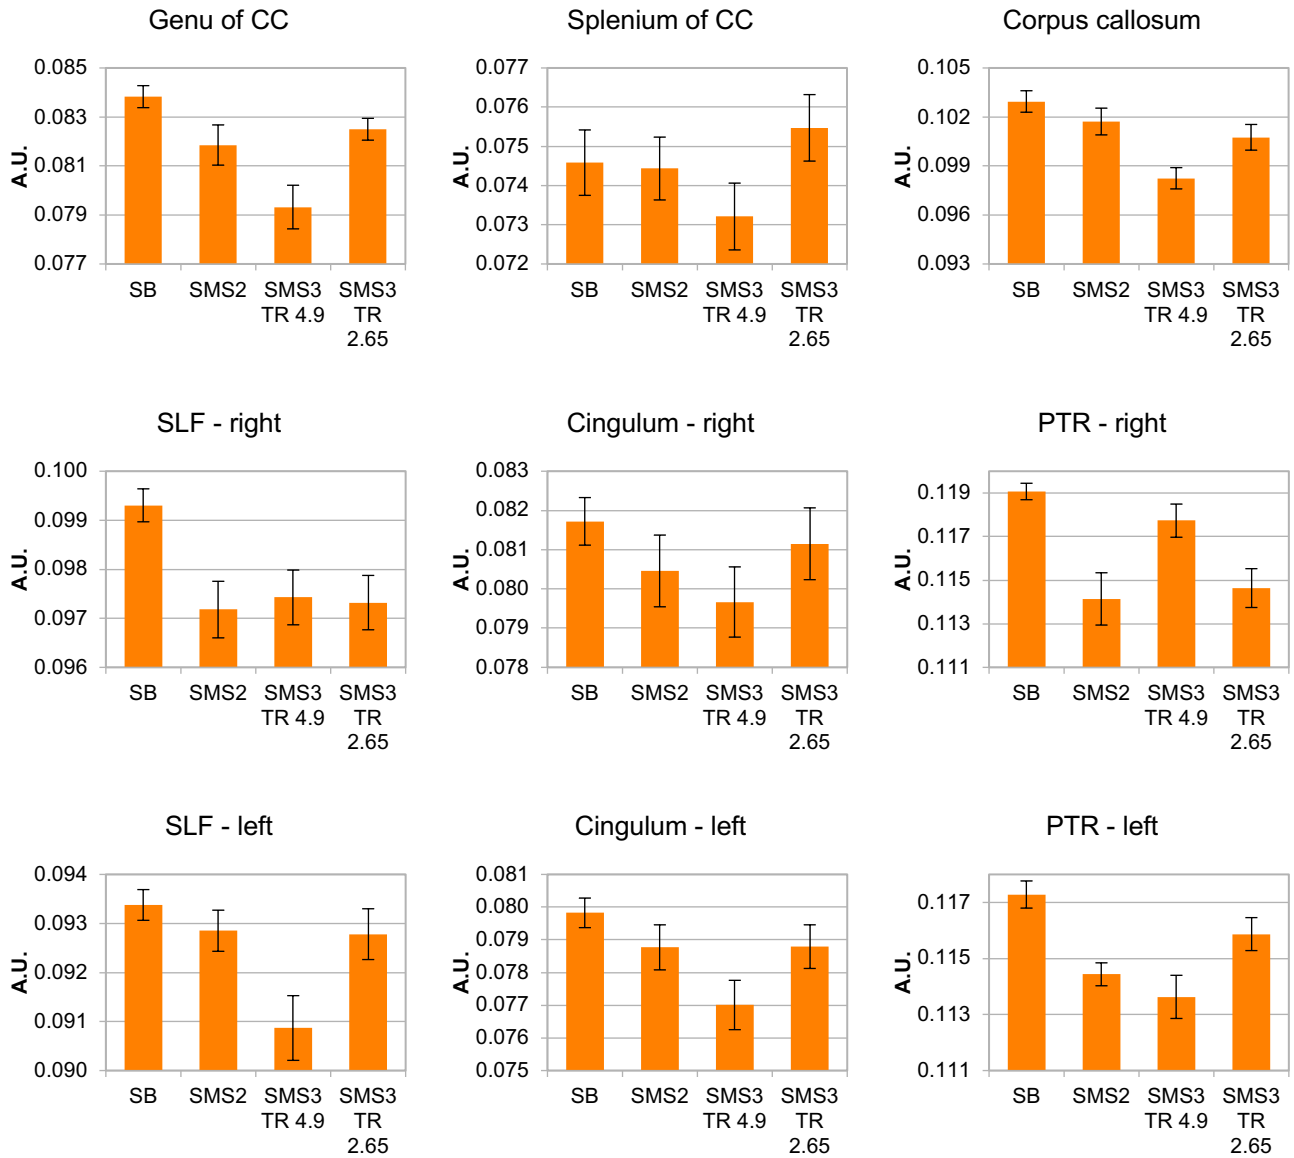 Genu of CC
0.085
0.083
0.081
0.079
0.077
A.U.
SB
SMS2
SMS3
TR 4.9
SMS3
TR
2.65
Splenium of CC
0.077
0.076
0.075
0.074
0.073
0.072
A.U.
SB
SMS2
SMS3
TR 4.9
SMS3
TR
2.65
Corpus callosum
0.105
0.102
0.099
0.096
0.093
A.U.
SB
SMS2
SMS3
TR 4.9
SMS3
TR
2.65
SLF - right
0.100
0.099
0.098
0.097
0.096
A.U.
SB
SMS2
SMS3
TR 4.9
SMS3
TR
2.65
Cingulum - right
0.083
0.082
0.081
0.080
0.079
0.078
A.U.
SB
SMS2
SMS3
TR 4.9
SMS3
TR
2.65
PTR - right
0.119
0.117
0.115
0.113
0.111
A.U.
SB
SMS2
SMS3
TR 4.9
SMS3
TR
2.65
SLF - left
0.094
0.093
0.092
0.091
0.090
A.U.
SB
SMS2
SMS3
TR 4.9
SMS3
TR
2.65
Cingulum - left
0.081
0.080
0.079
0.078
0.077
0.076
0.075
A.U.
SB
SMS2
SMS3
TR 4.9
SMS3
TR
2.65
PTR - left
0.117
0.115
0.113
0.111
A.U.
SB
SMS2
SMS3
TR 4.9
SMS3
TR
2.65